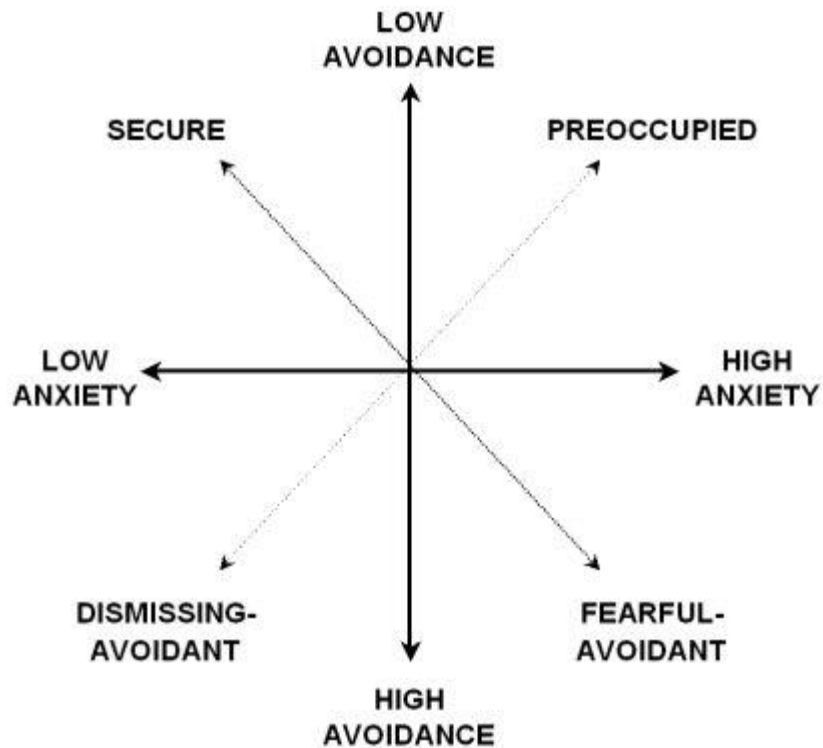 LOW
AVOIDANCE
SECURE
PREOCCUPIED
LOW
ANXIETY
HIGH
ANXIETY
DISMISSING-
AVOIDANT
FEARFUL-
AVOIDANT
HIGH
AVOIDANCE